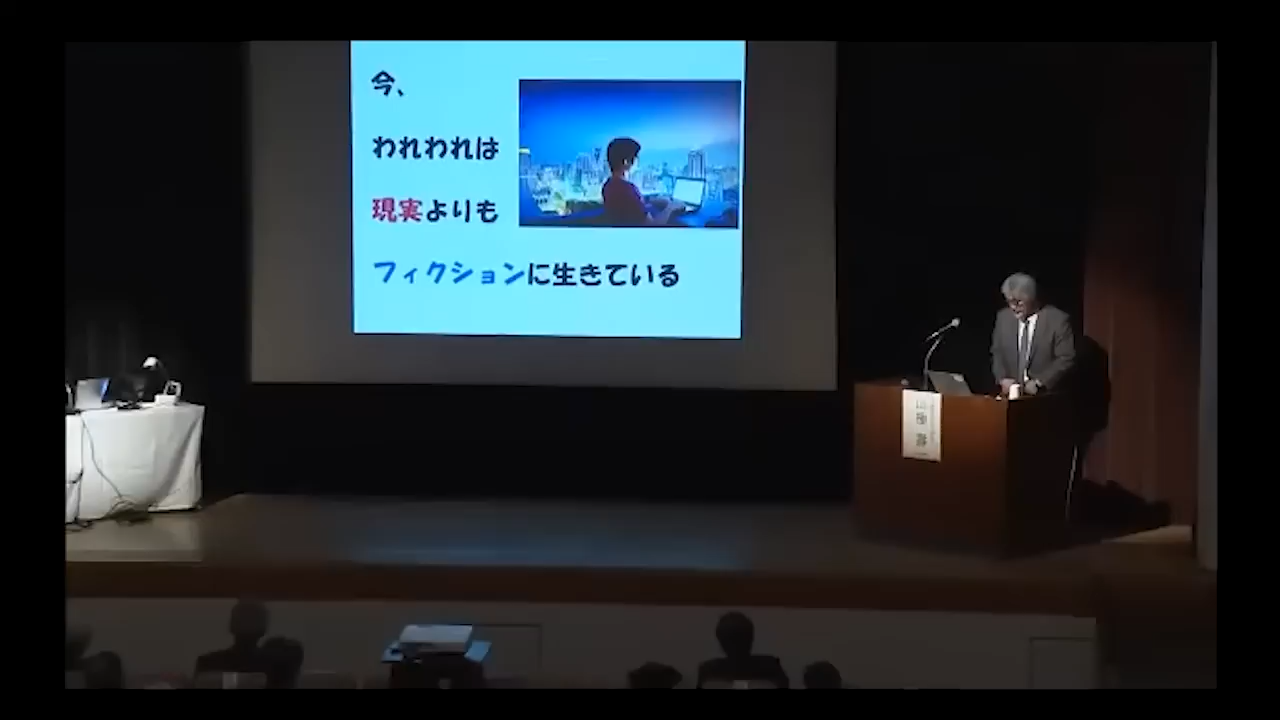 今、
われわれは
現実よりも
フィクションに生きている